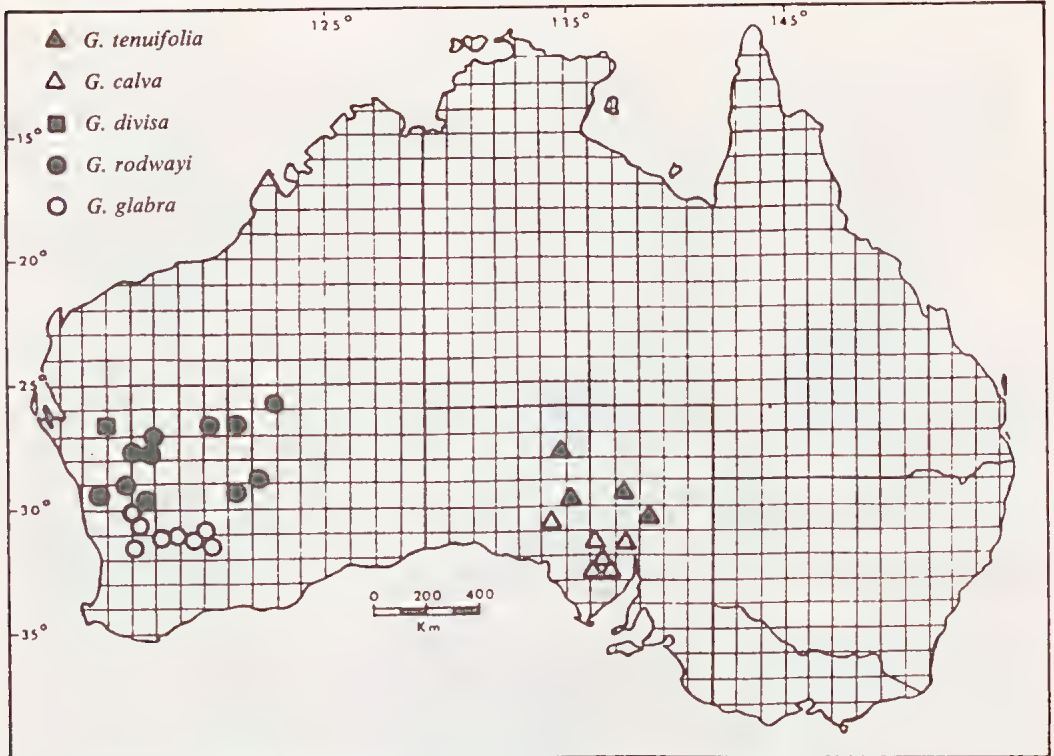 125° 135° 145°
G. tenuifolia
G. calva
G. divisa
G. rodwayi
G. glabra
-15°
-20°
-25°
-30°
-35°
0 200 400
Km